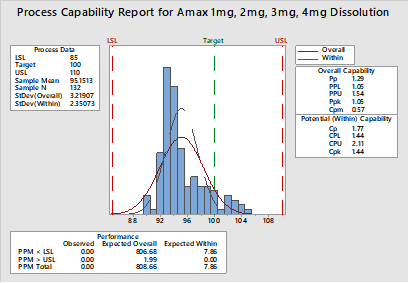 Process Capability Report for Amax 1mg, 2mg, 3mg, 4mg Dissolution
LSL Target USL
Process Data
LSL 85
Target 100
USL 110
Sample Mean 95.1513
Sample N 132
StDev(Overall) 3.21907
StDev(Within) 2.35073
Overall
Within
Overall Capability
Pp 1.29
PPL 1.05
PPU 1.54
Ppk 1.05
Cpm 0.57
Potential (Within) Capability
Cp 1.77
CPL 1.44
CPU 2.11
Cpk 1.44
88 92 96 100 104 108
Performance
Observed Expected Overall Expected Within
PPM < LSL 0.00 806.68 7.86
PPM > USL 0.00 1.99 0.00
PPM Total 0.00 808.66 7.86